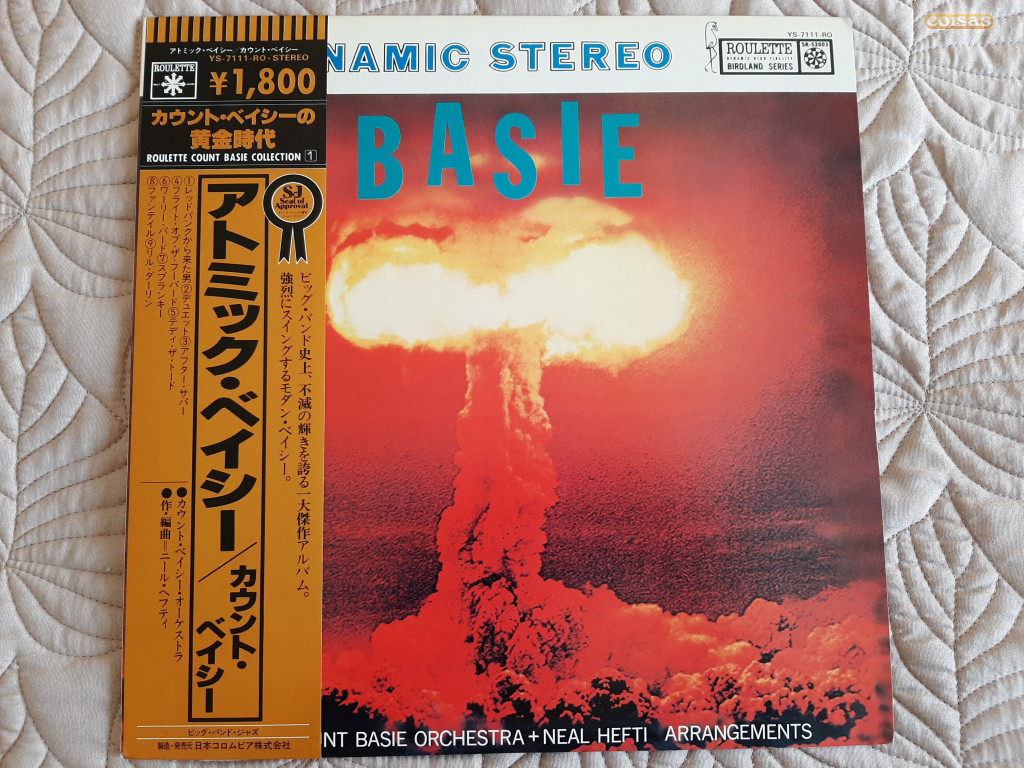 coisas
アトミック・ベイシー/カウント・ベイシー
YS-7111-RO・STEREO
ROULETTE
¥1,800
カウント・ベイシーの
黄金時代
ROULETTE COUNT BASIE COLLECTION 1
SJ
Seal of
Approval
ビッグ・バンド史上、不滅の輝きを誇る一大傑作アルバム。
強烈にスイングするモダン・ベイシー。
アトミック・ベイシー/カウント・ベイシー
①レッドバンクから来た男②デュエット③アフター・サパー
④フライト・オブ・ザ・フーバード⑤テディ・ザ・トード
⑥ワーリー・バード⑦スプランキー
⑧ファンテイル⑨リル・ダーリン
●カウント・ベイシー・オーケストラ
●作・編曲=ニール・ヘフティ
ビッグ・バンド・ジャズ
製造・発売元 日本コロムビア株式会社
NAMIC STEREO
YS-7111-RO
ROULETTE
DYNAMIC HIGH FIDELITY
BIRDLAND SERIES
SR-52003
BASIE
NT BASIE ORCHESTRA+NEAL HEFTI ARRANGEMENTS